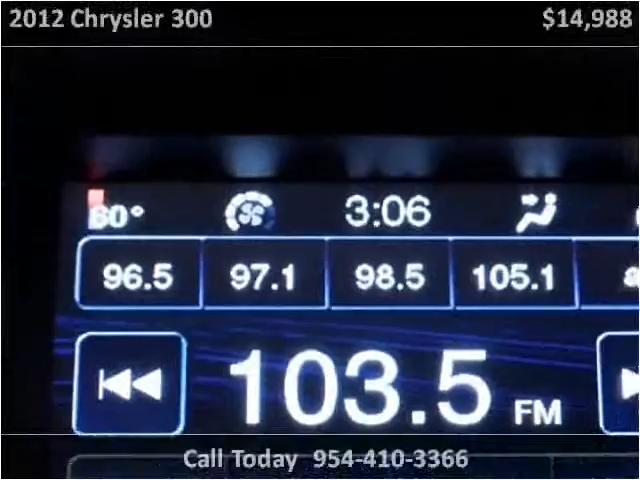 2012 Chrysler 300 $14,988
60° 3:06
96.5 97.1 98.5 105.1
103.5 FM
Call Today 954-410-3366